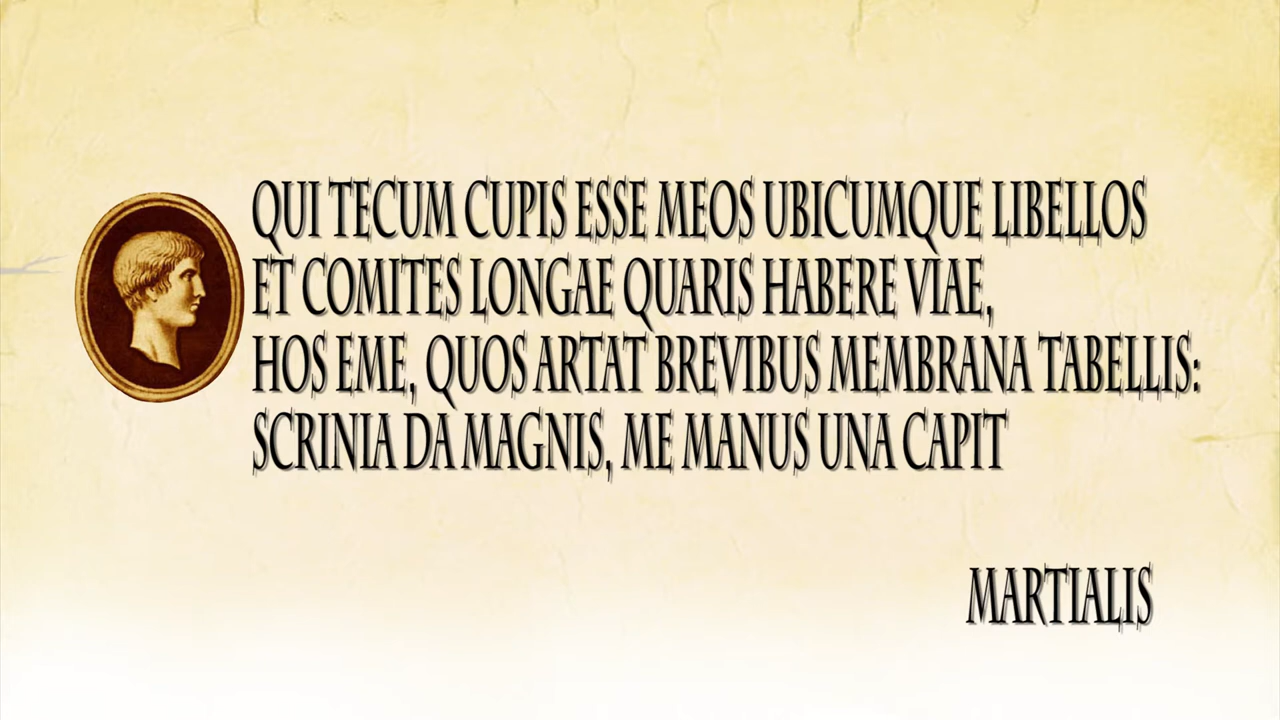 QUI TECUM CUPIS ESSE MEOS UBICUMQUE LIBELLOS
ET COMITES LONGAE QUARIS HABERE VIAE,
HOS EME, QUOS ARTAT BREVIBUS MEMBRANA TABELLIS:
SCRINIA DA MAGNIS, ME MANUS UNA CAPIT
MARTIALIS